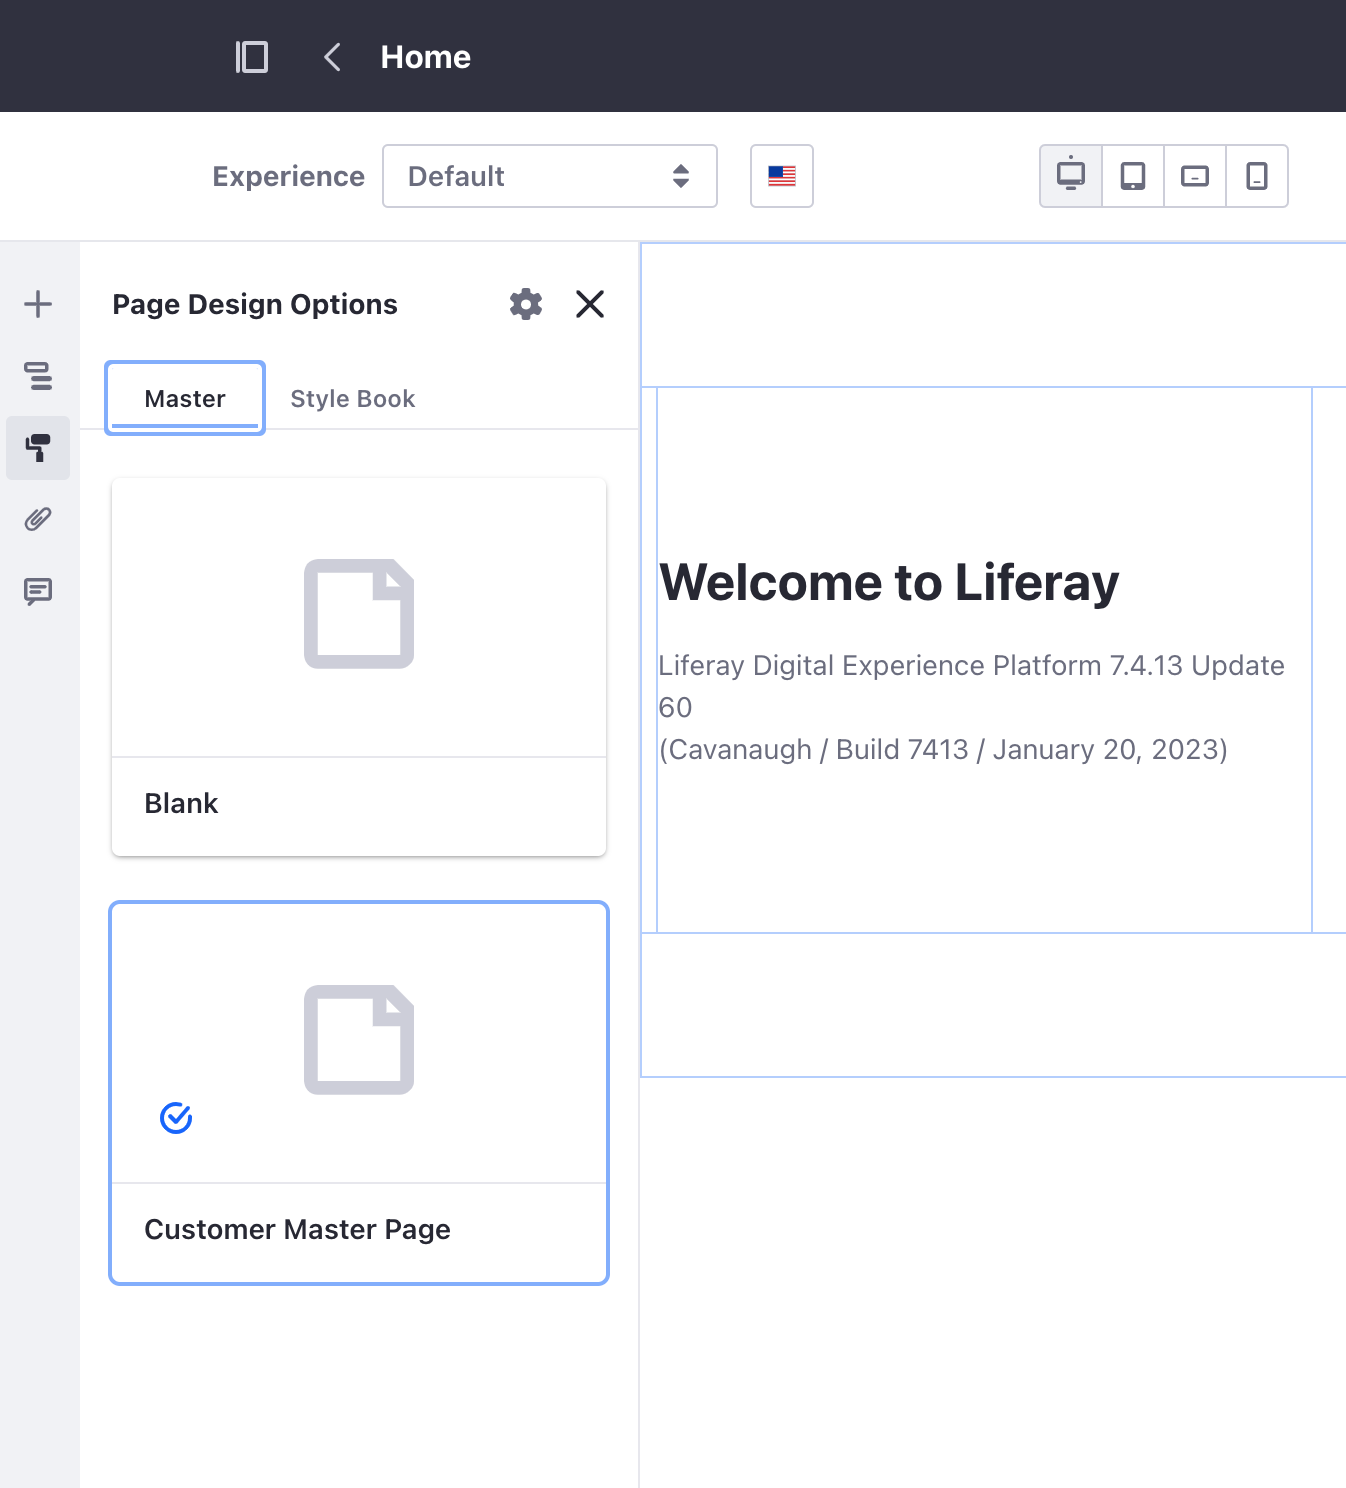 Home
Experience
Default
Page Design Options
Master
Style Book
Blank
Customer Master Page
Welcome to Liferay
Liferay Digital Experience Platform 7.4.13 Update
60
(Cavanaugh / Build 7413 / January 20, 2023)